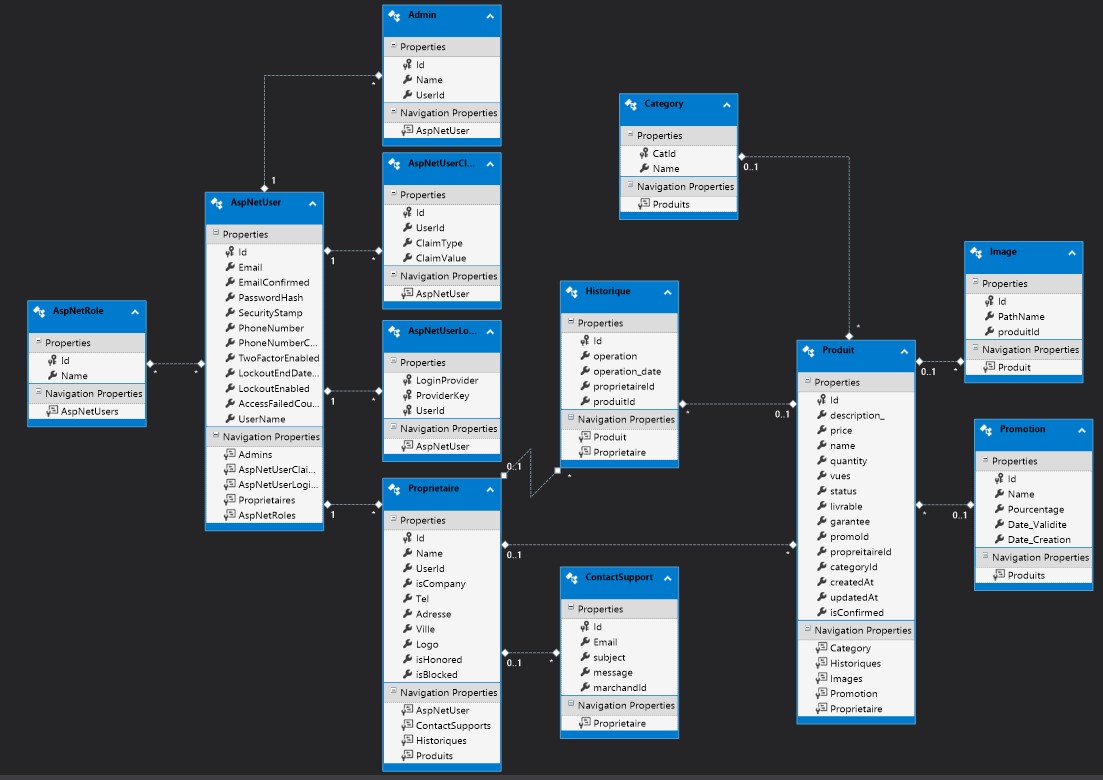 Admin
Properties
Id
Name
UserId
Navigation Properties
AspNetUser
*
1
AspNetUserCl...
Properties
Id
UserId
ClaimType
ClaimValue
Navigation Properties
AspNetUser
1
*
AspNetUser
Properties
Id
Email
EmailConfirmed
PasswordHash
SecurityStamp
PhoneNumber
PhoneNumberC...
TwoFactorEnabled
LockoutEndDate...
LockoutEnabled
AccessFailedCou...
UserName
Navigation Properties
Admins
AspNetUserClai...
AspNetUserLogi...
Proprietaires
AspNetRoles
AspNetRole
Properties
Id
Name
Navigation Properties
AspNetUsers
*
*
AspNetUserLo...
Properties
LoginProvider
ProviderKey
UserId
Navigation Properties
AspNetUser
1
*
Proprietaire
Properties
Id
Name
UserId
isCompany
Tel
Adresse
Ville
Logo
isHonored
isBlocked
Navigation Properties
AspNetUser
ContactSupports
Historiques
Produits
1
*
Category
Properties
CatId
Name
Navigation Properties
Produits
0..1
*
Historique
Properties
Id
operation
operation_date
proprietaireId
produitId
Navigation Properties
Produit
Proprietaire
0..1
*
*
0..1
0..1
*
ContactSupport
Properties
Id
Email
subject
message
marchandId
Navigation Properties
Proprietaire
0..1
*
Produit
Properties
Id
description_
price
name
quantity
vues
status
livrable
garantee
promoId
propreitaireId
categoryId
createdAt
updatedAt
isConfirmed
Navigation Properties
Category
Historiques
Images
Promotion
Proprietaire
Image
Properties
Id
PathName
produitId
Navigation Properties
Produit
0..1
*
Promotion
Properties
Id
Name
Pourcentage
Date_Validite
Date_Creation
Navigation Properties
Produits
*
0..1